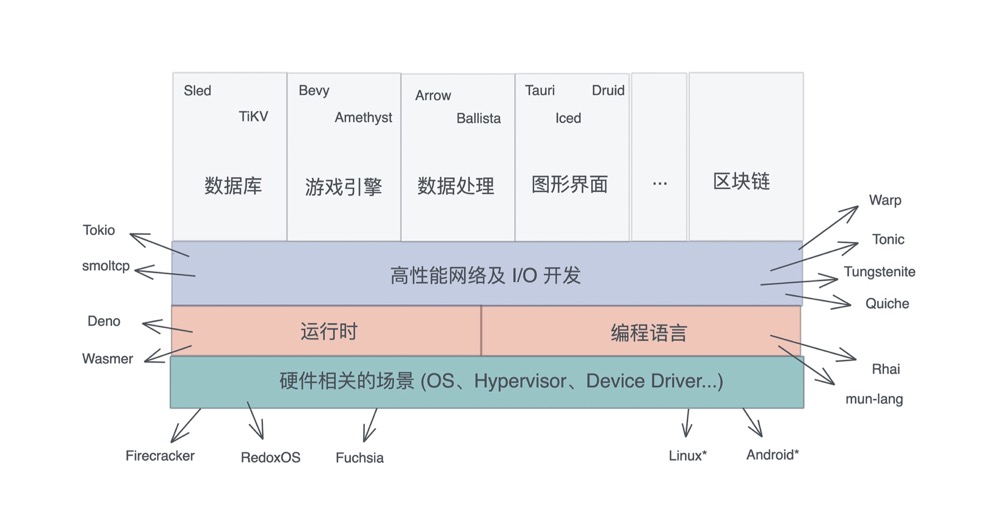 Sled
TiKV
数据库
Bevy
Amethyst
游戏引擎
Arrow
Ballista
数据处理
Tauri
Druid
Iced
图形界面
...
区块链
Tokio
smoltcp
高性能网络及 I/O 开发
Warp
Tonic
Tungstenite
Quiche
Deno
Wasmer
运行时
编程语言
Rhai
mun-lang
硬件相关的场景 (OS、Hypervisor、Device Driver...)
Firecracker
RedoxOS
Fuchsia
Linux*
Android*